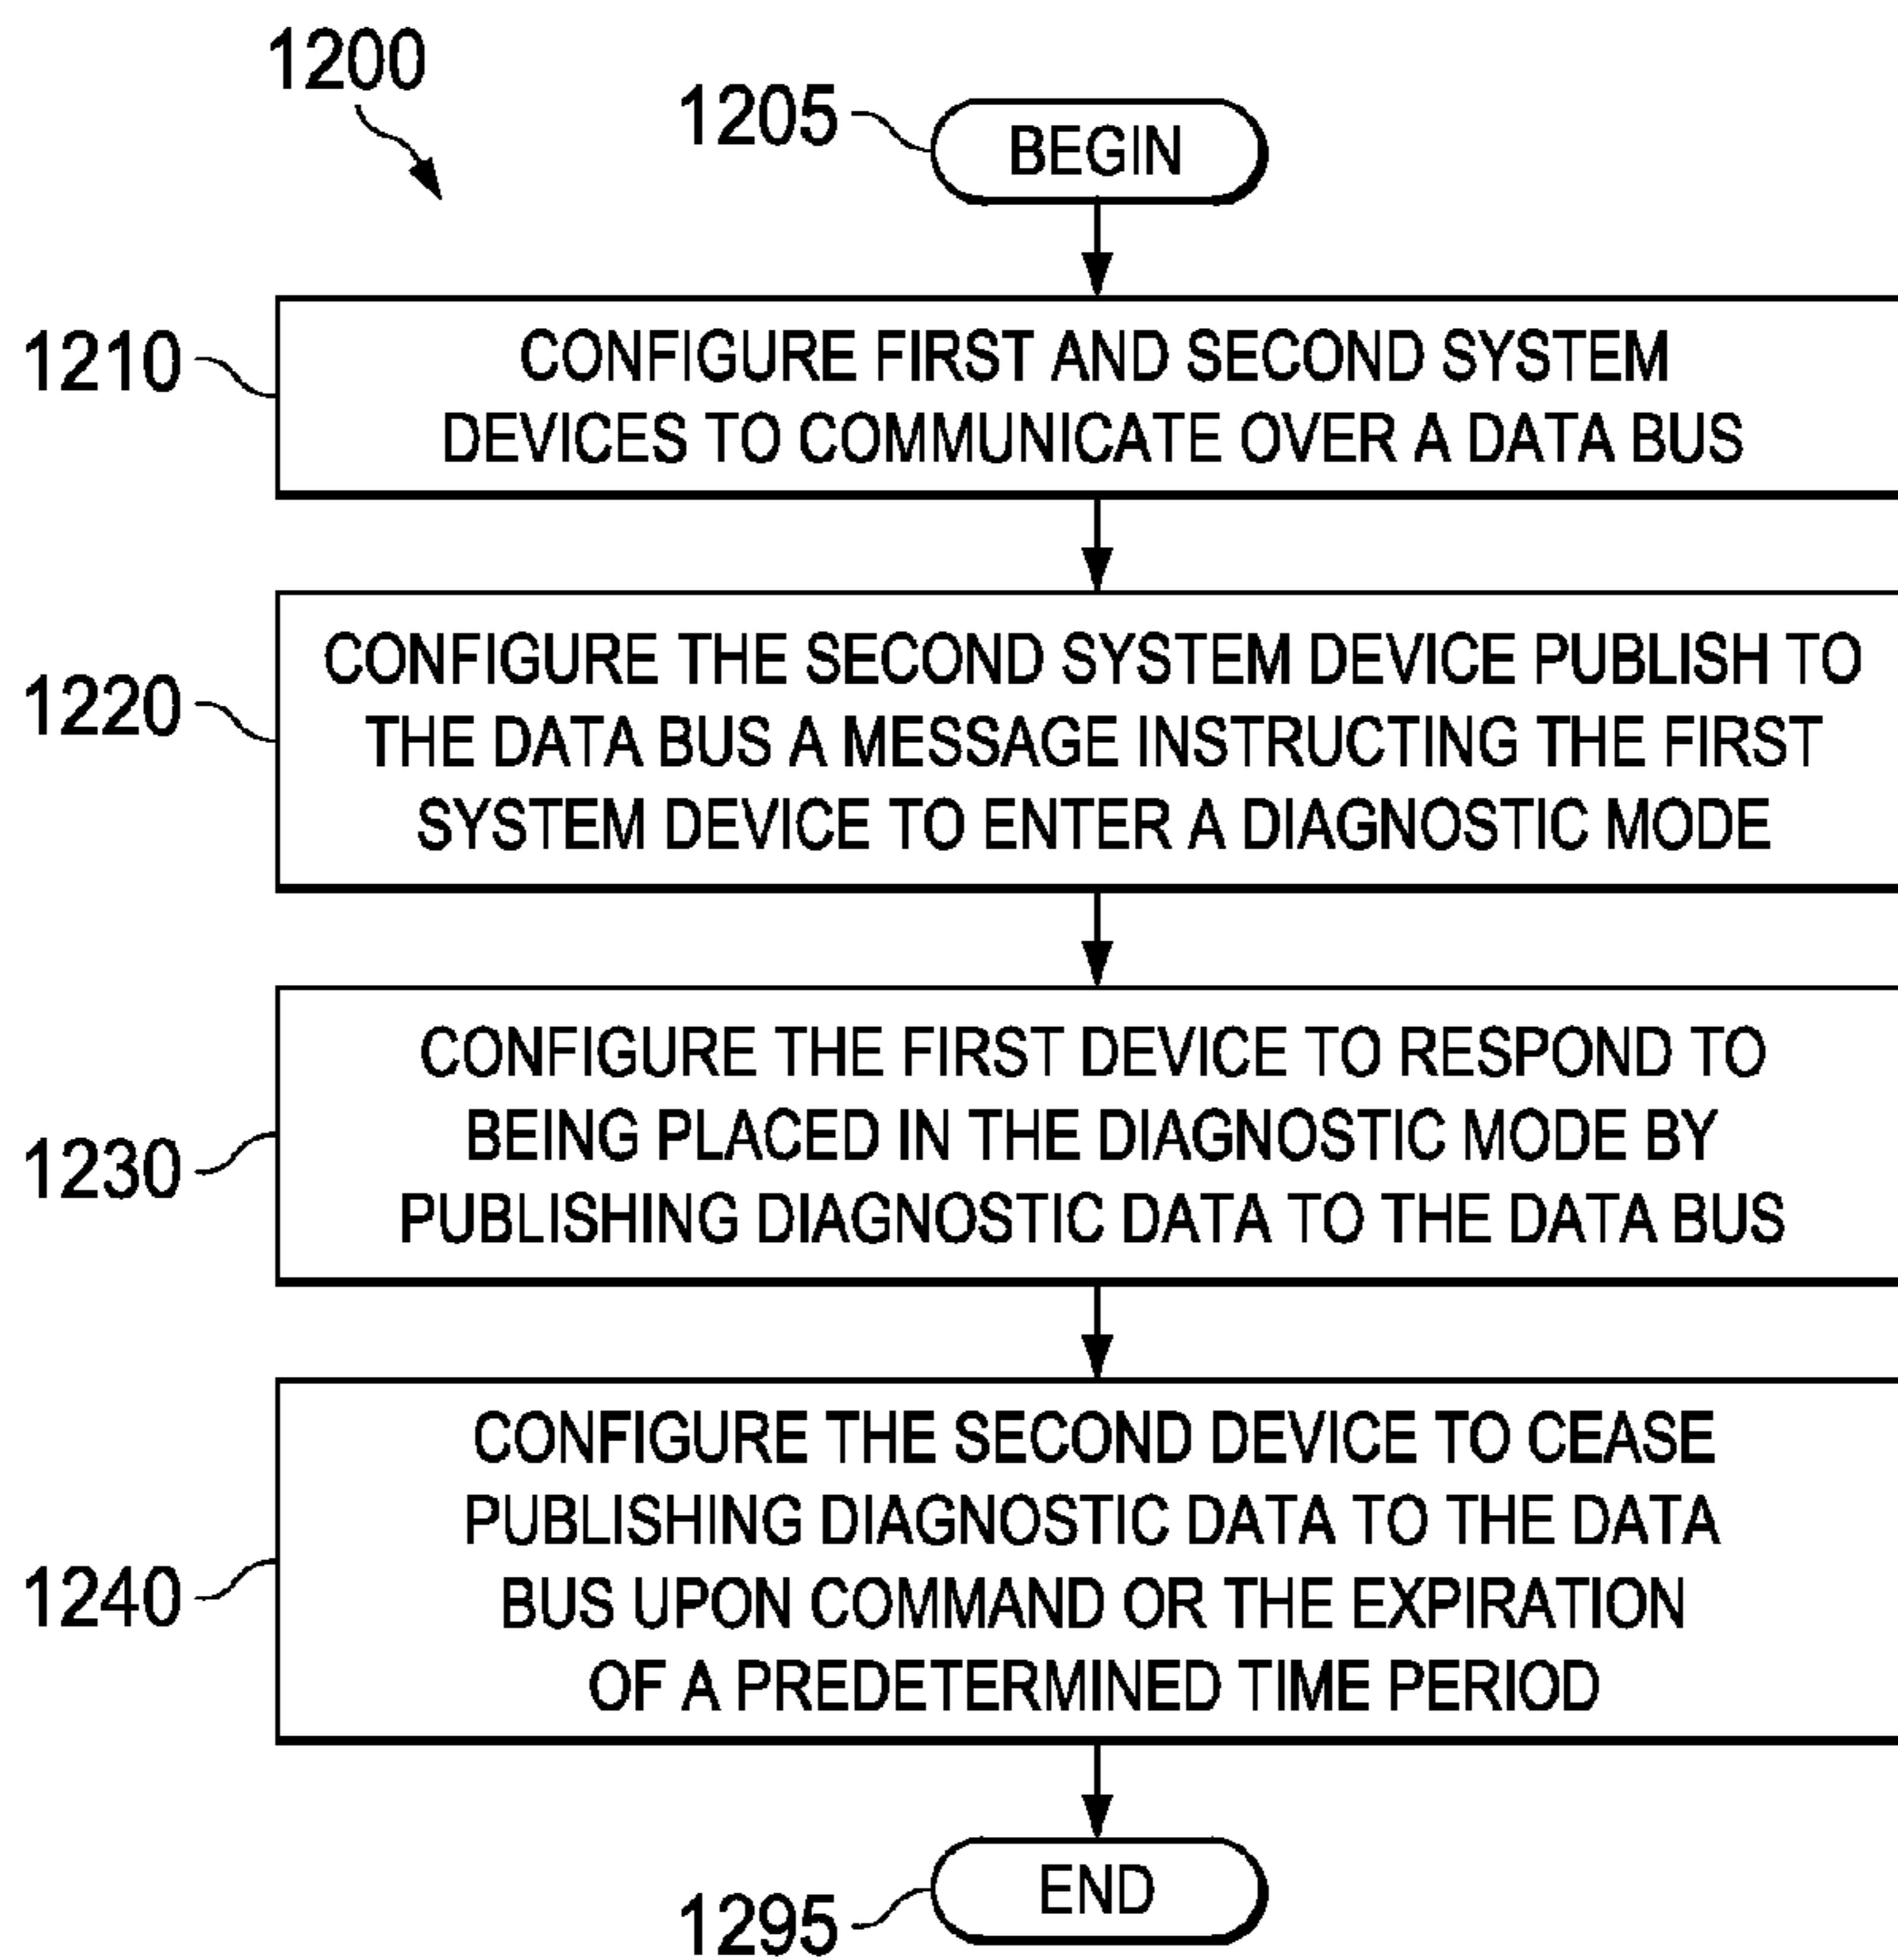 1200
1205
BEGIN
1210
CONFIGURE FIRST AND SECOND SYSTEM
DEVICES TO COMMUNICATE OVER A DATA BUS
1220
CONFIGURE THE SECOND SYSTEM DEVICE PUBLISH TO
THE DATA BUS A MESSAGE INSTRUCTING THE FIRST
SYSTEM DEVICE TO ENTER A DIAGNOSTIC MODE
1230
CONFIGURE THE FIRST DEVICE TO RESPOND TO
BEING PLACED IN THE DIAGNOSTIC MODE BY
PUBLISHING DIAGNOSTIC DATA TO THE DATA BUS
1240
CONFIGURE THE SECOND DEVICE TO CEASE
PUBLISHING DIAGNOSTIC DATA TO THE DATA
BUS UPON COMMAND OR THE EXPIRATION
OF A PREDETERMINED TIME PERIOD
1295
END